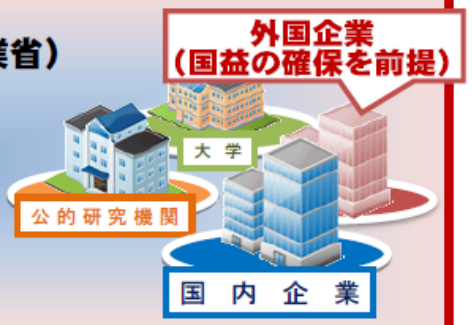 業省）
外国企業
（国益の確保を前提）
大学
公的研究機関
国内企業